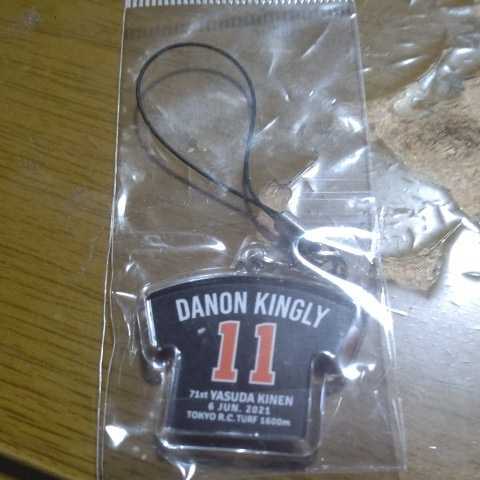 DANON KINGLY
11
71st YASUDA KINEN
6 JUN. 2021
TOKYO R.C. TURF 1600m